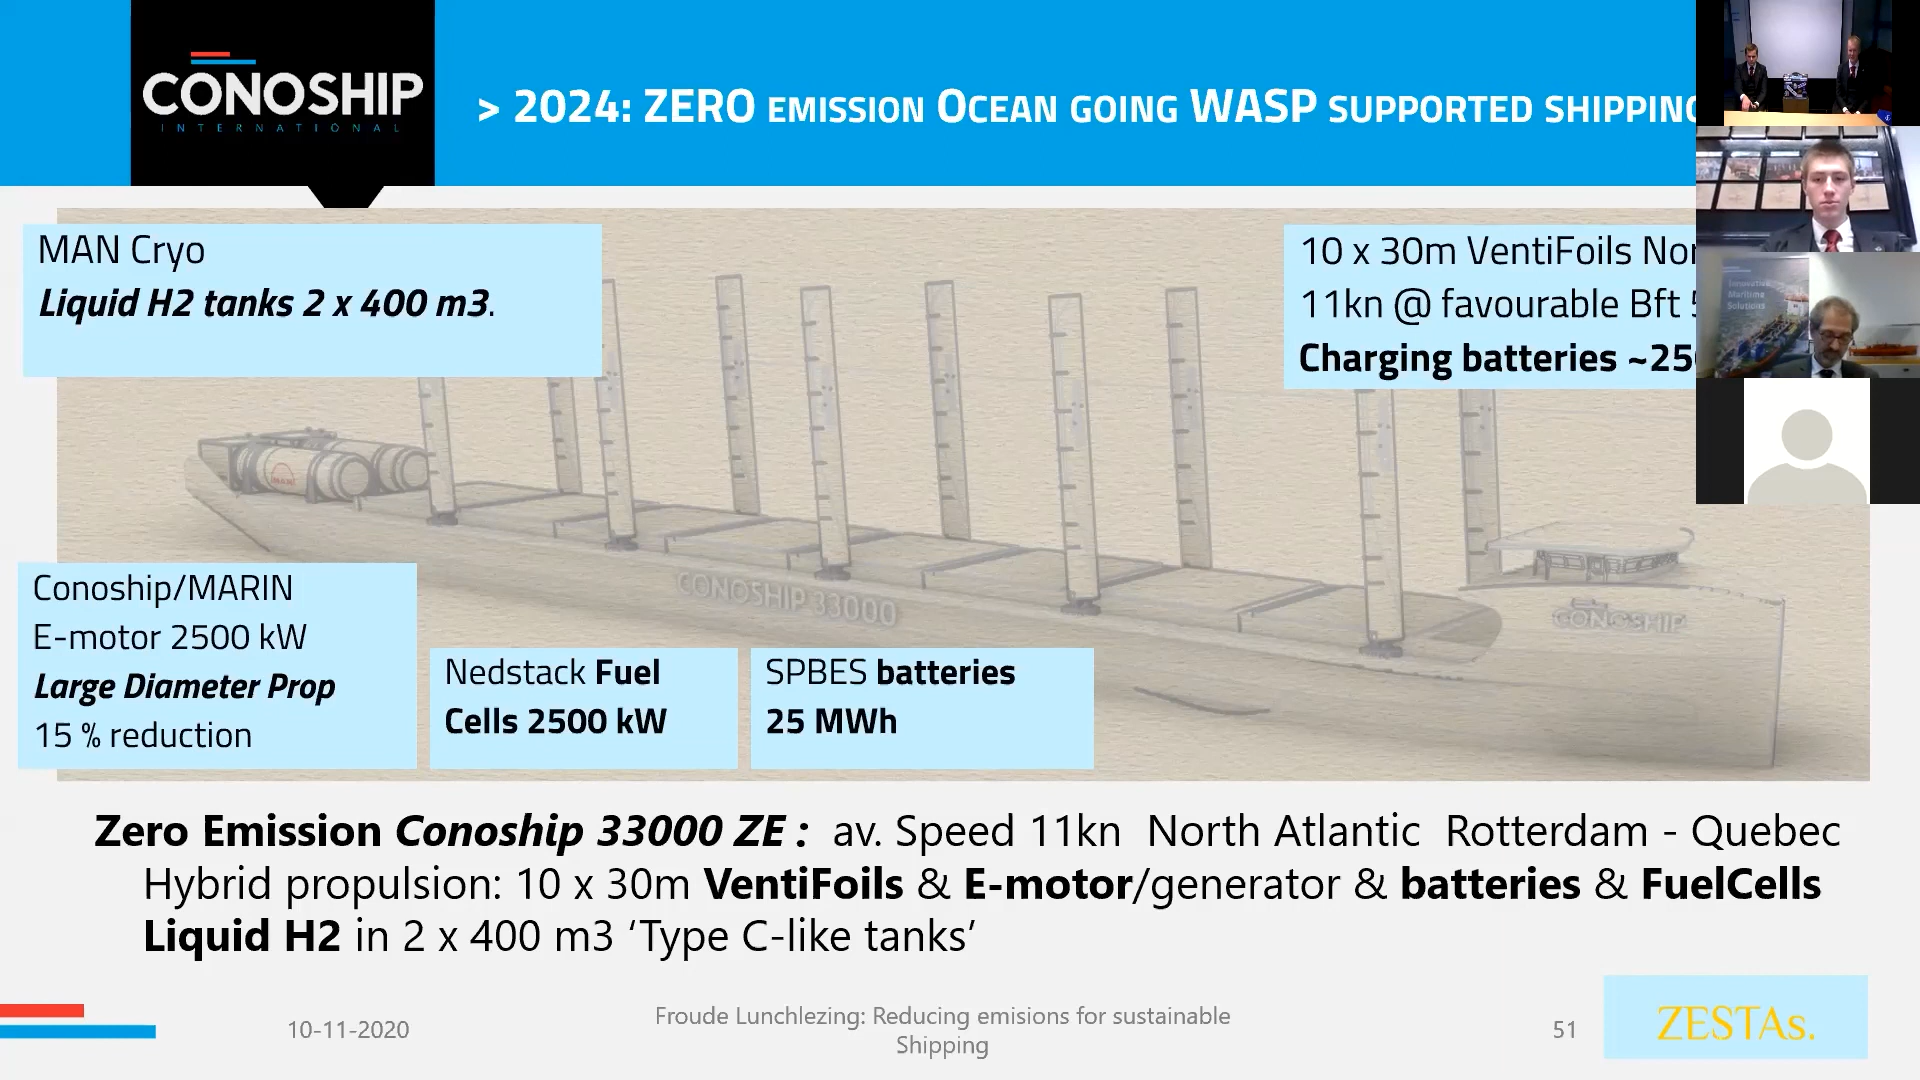 CONOSHIP
INTERNATIONAL
> 2024: ZERO EMISSION OCEAN GOING WASP SUPPORTED SHIPPING
MAN Cryo
Liquid H2 tanks 2 x 400 m3.
10 x 30m VentiFoils
11kn @ favourable Bft
Charging batteries
Innovative
Maritime
Solutions
MAN
CONOSHIP 33000
CONOSHIP
Conoship/MARIN
E-motor 2500 kW
Large Diameter Prop
15 % reduction
Nedstack Fuel
Cells 2500 kW
SPBES batteries
25 MWh
Zero Emission Conoship 33000 ZE : av. Speed 11kn North Atlantic Rotterdam - Quebec
Hybrid propulsion: 10 x 30m VentiFoils & E-motor/generator & batteries & FuelCells
Liquid H2 in 2 x 400 m3 ‘Type C-like tanks’
10-11-2020
Froude Lunchlezing: Reducing emisions for sustainable
Shipping
51
ZESTAs.